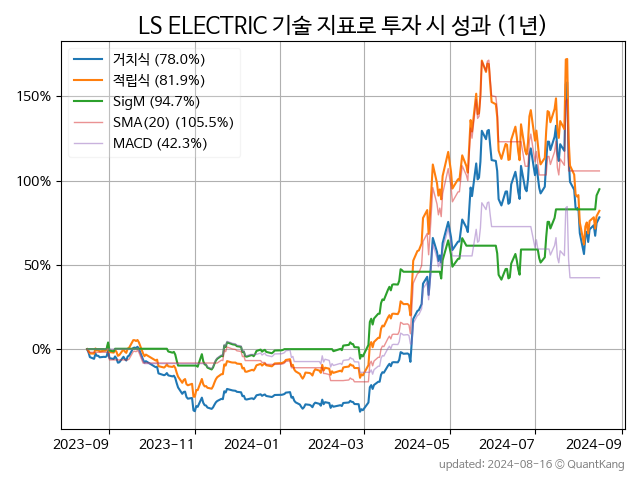 LS ELECTRIC 기술 지표로 투자 시 성과 (1년)
거치식 (78.0%)
적립식 (81.9%)
SigM (94.7%)
SMA(20) (105.5%)
MACD (42.3%)
150%
100%
50%
0%
2023-09 2023-11 2024-01 2024-03 2024-05 2024-07 2024-09
updated: 2024-08-16 © QuantKang